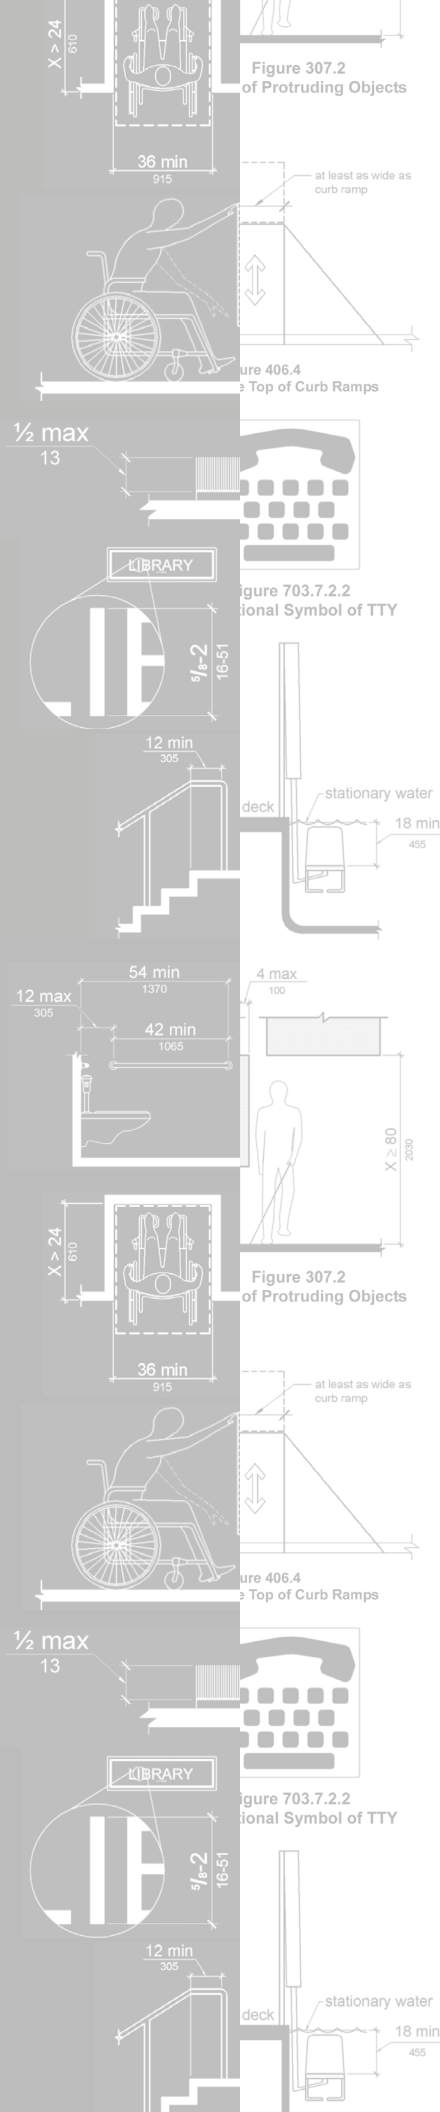 X > 24
610
Figure 307.2
of Protruding Objects
36 min
915
at least as wide as
curb ramp
ure 406.4
e Top of Curb Ramps
½ max
13
LIBRARY
igure 703.7.2.2
tional Symbol of TTY
5/8-2
16-51
12 min
305
deck
stationary water
18 min
455
54 min
1370
4 max
100
12 max
305
42 min
1065
X ≥ 80
2030
X > 24
610
Figure 307.2
of Protruding Objects
36 min
915
at least as wide as
curb ramp
ure 406.4
e Top of Curb Ramps
½ max
13
LIBRARY
igure 703.7.2.2
tional Symbol of TTY
5/8-2
16-51
12 min
305
deck
stationary water
18 min
455